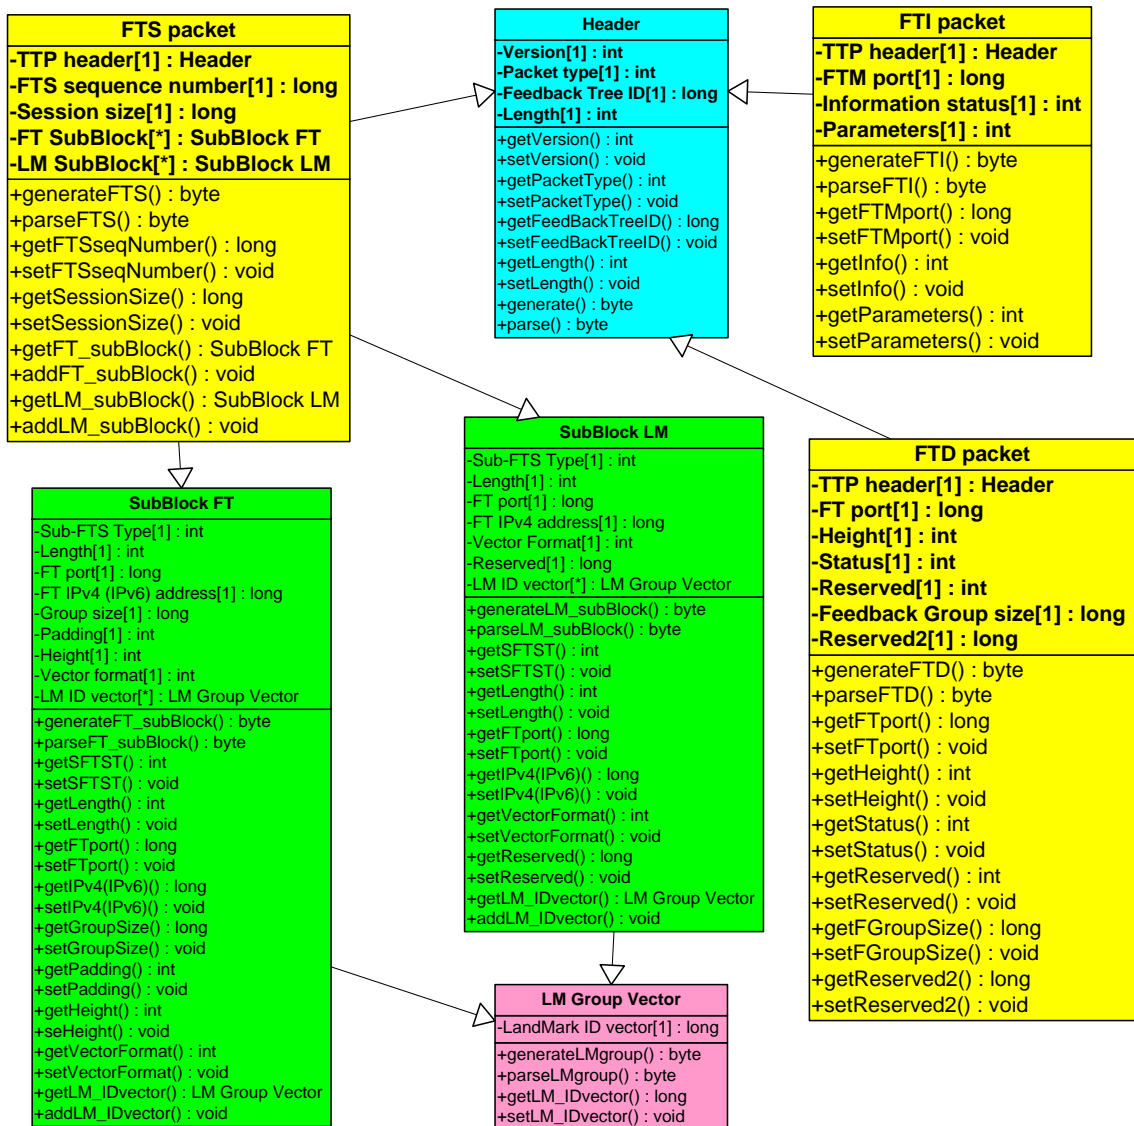 FTS packet
-TTP header[1] : Header
-FTS sequence number[1] : long
-Session size[1] : long
-FT SubBlock[*] : SubBlock FT
-LM SubBlock[*] : SubBlock LM
+generateFTS() : byte
+parseFTS() : byte
+getFTSseqNumber() : long
+setFTSseqNumber() : void
+getSessionSize() : long
+setSessionSize() : void
+getFT_subBlock() : SubBlock FT
+addFT_subBlock() : void
+getLM_subBlock() : SubBlock LM
+addLM_subBlock() : void
Header
-Version[1] : int
-Packet type[1] : int
-Feedback Tree ID[1] : long
-Length[1] : int
+getVersion() : int
+setVersion() : void
+getPacketType() : int
+setPacketType() : void
+getFeedBackTreeID() : long
+setFeedBackTreeID() : void
+getLength() : int
+setLength() : void
+generate() : byte
+parse() : byte
FTI packet
-TTP header[1] : Header
-FTM port[1] : long
-Information status[1] : int
-Parameters[1] : int
+generateFTI() : byte
+parseFTI() : byte
+getFTMport() : long
+setFTMport() : void
+getInfo() : int
+setInfo() : void
+getParameters() : int
+setParameters() : void
SubBlock FT
-Sub-FTS Type[1] : int
-Length[1] : int
-FT port[1] : long
-FT IPv4 (IPv6) address[1] : long
-Group size[1] : long
-Padding[1] : int
-Height[1] : int
-Vector format[1] : int
-LM ID vector[*] : LM Group Vector
+generateFT_subBlock() : byte
+parseFT_subBlock() : byte
+getSFTST() : int
+setSFTST() : void
+getLength() : int
+setLength() : void
+getFTport() : long
+setFTport() : void
+getIPv4(IPv6)() : long
+setIPv4(IPv6)() : void
+getGroupSize() : long
+setGroupSize() : void
+getPadding() : int
+setPadding() : void
+getHeight() : int
+seHeight() : void
+getVectorFormat() : int
+setVectorFormat() : void
+getLM_IDvector() : LM Group Vector
+addLM_IDvector() : void
SubBlock LM
-Sub-FTS Type[1] : int
-Length[1] : int
-FT port[1] : long
-FT IPv4 address[1] : long
-Vector Format[1] : int
-Reserved[1] : long
-LM ID vector[*] : LM Group Vector
+generateLM_subBlock() : byte
+parseLM_subBlock() : byte
+getSFTST() : int
+setSFTST() : void
+getLength() : int
+setLength() : void
+getFTport() : long
+setFTport() : void
+getIPv4(IPv6)() : long
+setIPv4(IPv6)() : void
+getVectorFormat() : int
+setVectorFormat() : void
+getReserved() : long
+setReserved() : void
+getLM_IDvector() : LM Group Vector
+addLM_IDvector() : void
FTD packet
-TTP header[1] : Header
-FT port[1] : long
-Height[1] : int
-Status[1] : int
-Reserved[1] : int
-Feedback Group size[1] : long
-Reserved2[1] : long
+generateFTD() : byte
+parseFTD() : byte
+getFTport() : long
+setFTport() : void
+getHeight() : int
+setHeight() : void
+getStatus() : int
+setStatus() : void
+getReserved() : int
+setReserved() : void
+getFGroupSize() : long
+setFGroupSize() : void
+getReserved2() : long
+setReserved2() : void
LM Group Vector
-LandMark ID vector[1] : long
+generateLMgroup() : byte
+parseLMgroup() : byte
+getLM_IDvector() : long
+setLM_IDvector() : void